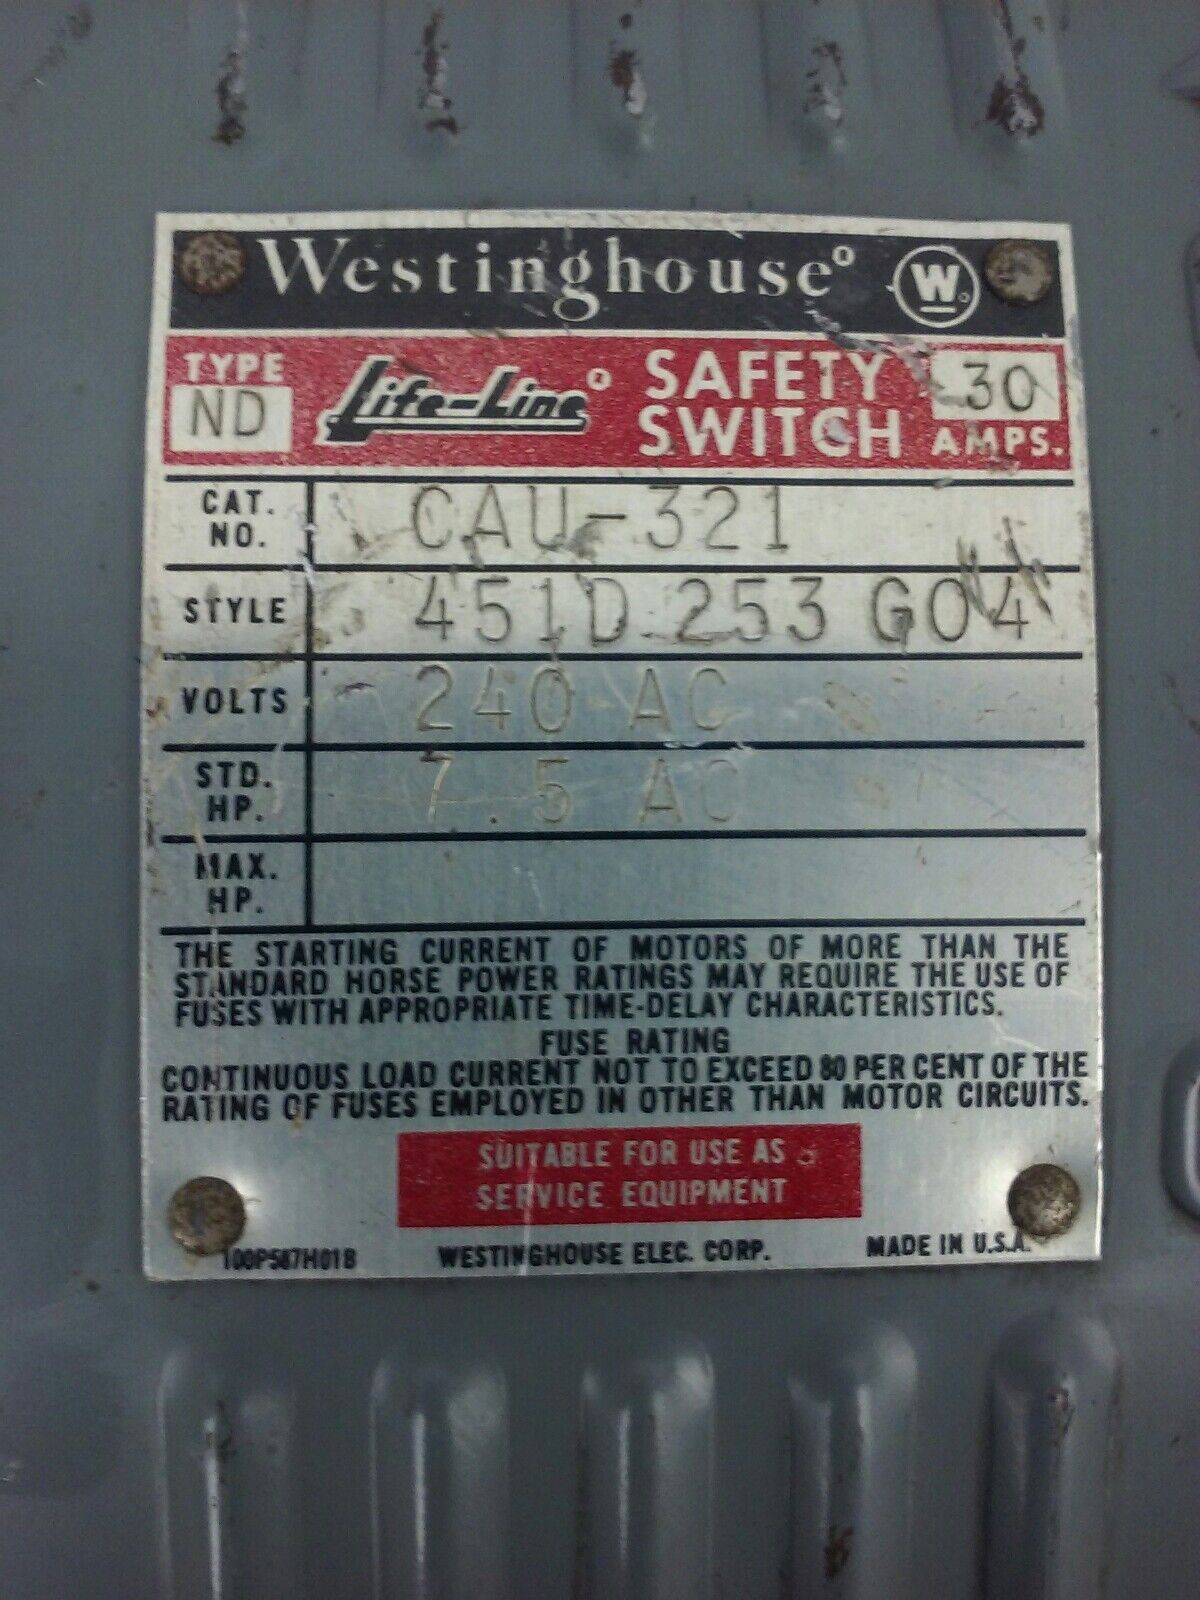 Westinghouse W
TYPE ND Life-Line SAFETY SWITCH 30 AMPS.
CAT. NO. CAU-321
STYLE 451D 253 G04
VOLTS 240 AC
STD. HP. 7.5 AC
MAX. HP.
THE STARTING CURRENT OF MOTORS OF MORE THAN THE
STANDARD HORSE POWER RATINGS MAY REQUIRE THE USE OF
FUSES WITH APPROPRIATE TIME-DELAY CHARACTERISTICS.
FUSE RATING
CONTINUOUS LOAD CURRENT NOT TO EXCEED 80 PER CENT OF THE
RATING OF FUSES EMPLOYED IN OTHER THAN MOTOR CIRCUITS.
SUITABLE FOR USE AS
SERVICE EQUIPMENT
100P587H01B WESTINGHOUSE ELEC. CORP. MADE IN U.S.A.